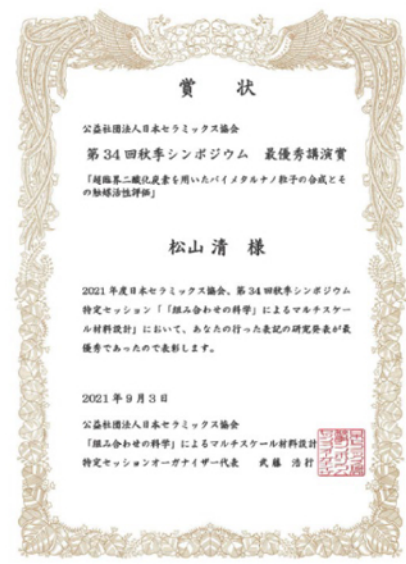 賞 状
公益社団法人日本セラミックス協会
第34回秋季シンポジウム 最優秀講演賞
「超臨界二酸化炭素を用いたバイメタルナノ粒子の合成とそ
の触媒活性評価」
松山 清 様
2021年度日本セラミックス協会、第34回秋季シンポジウム
特定セッション「「組み合わせの科学」によるマルチスケー
ル材料設計」において、あなたの行った表記の研究発表が最
優秀であったので表彰します。
2021年9月3日
公益社団法人日本セラミックス協会
「組み合わせの科学」によるマルチスケール材料設計
特定セッションオーガナイザー代表 武藤 浩行